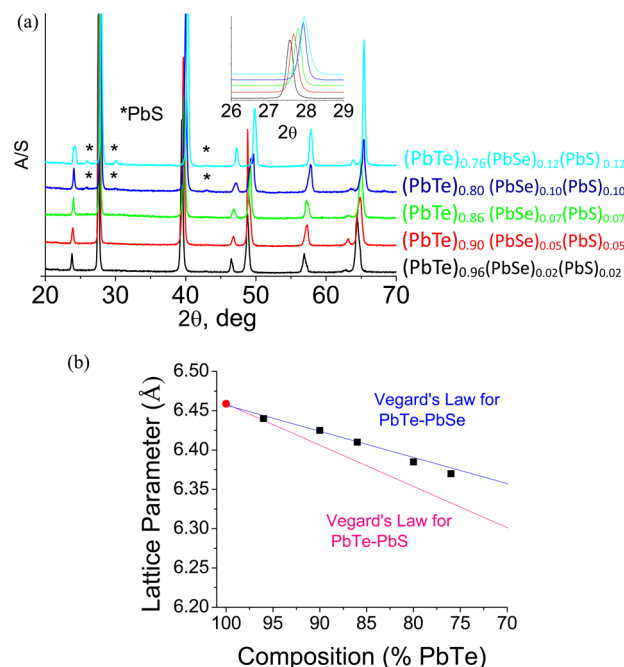 (a)
*PbS
A/S
26 27 28 29
2θ
* * *
* * *
(PbTe)0.76(PbSe)0.12(PbS)0.12
(PbTe)0.80 (PbSe)0.10(PbS)0.10
(PbTe)0.86 (PbSe)0.07(PbS)0.07
(PbTe)0.90 (PbSe)0.05(PbS)0.05
(PbTe)0.96(PbSe)0.02(PbS)0.02
20 30 40 50 60 70
2θ, deg
(b)
Lattice Parameter (Å)
6.50
6.45
6.40
6.35
6.30
6.25
6.20
Vegard's Law for
PbTe-PbSe
Vegard's Law for
PbTe-PbS
100 95 90 85 80 75 70
Composition (% PbTe)